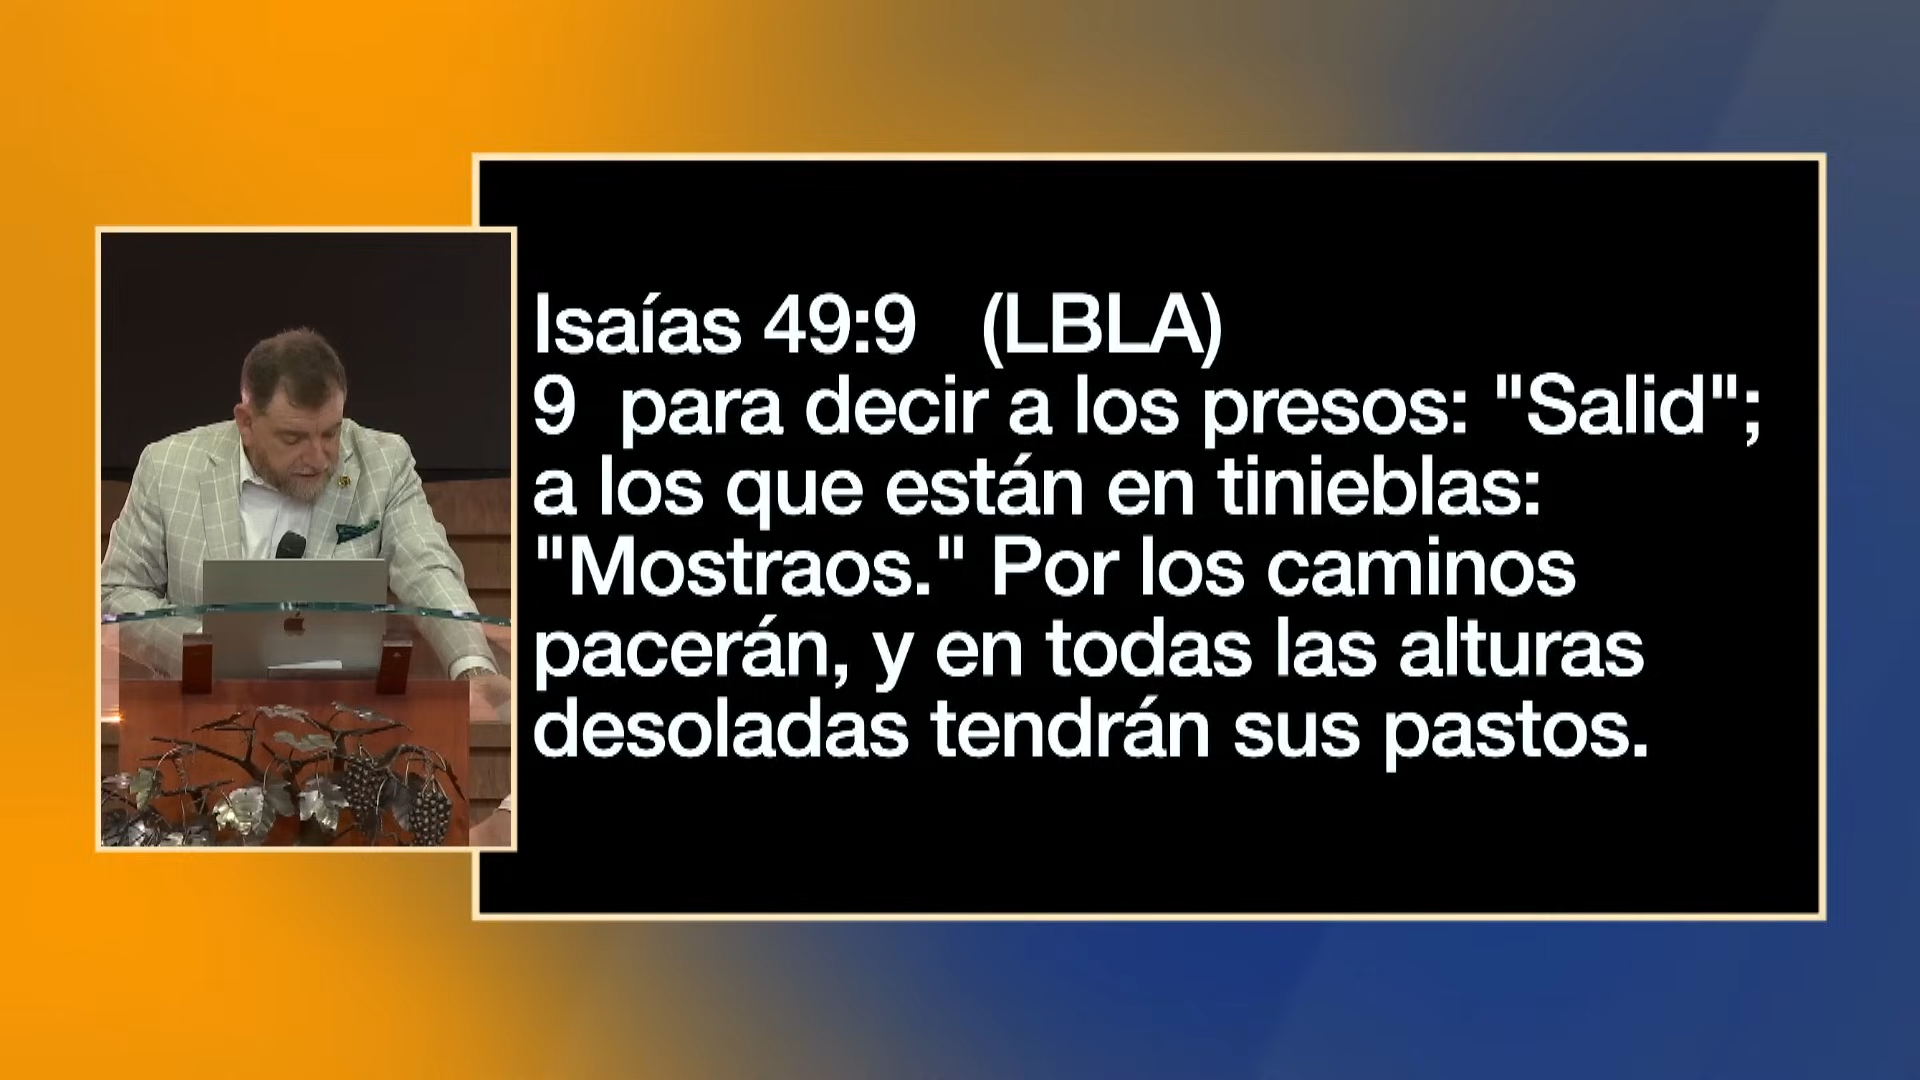 Isaías 49:9   (LBLA)
9  para decir a los presos: "Salid";
a los que están en tinieblas:
"Mostraos." Por los caminos
pacerán, y en todas las alturas
desoladas tendrán sus pastos.